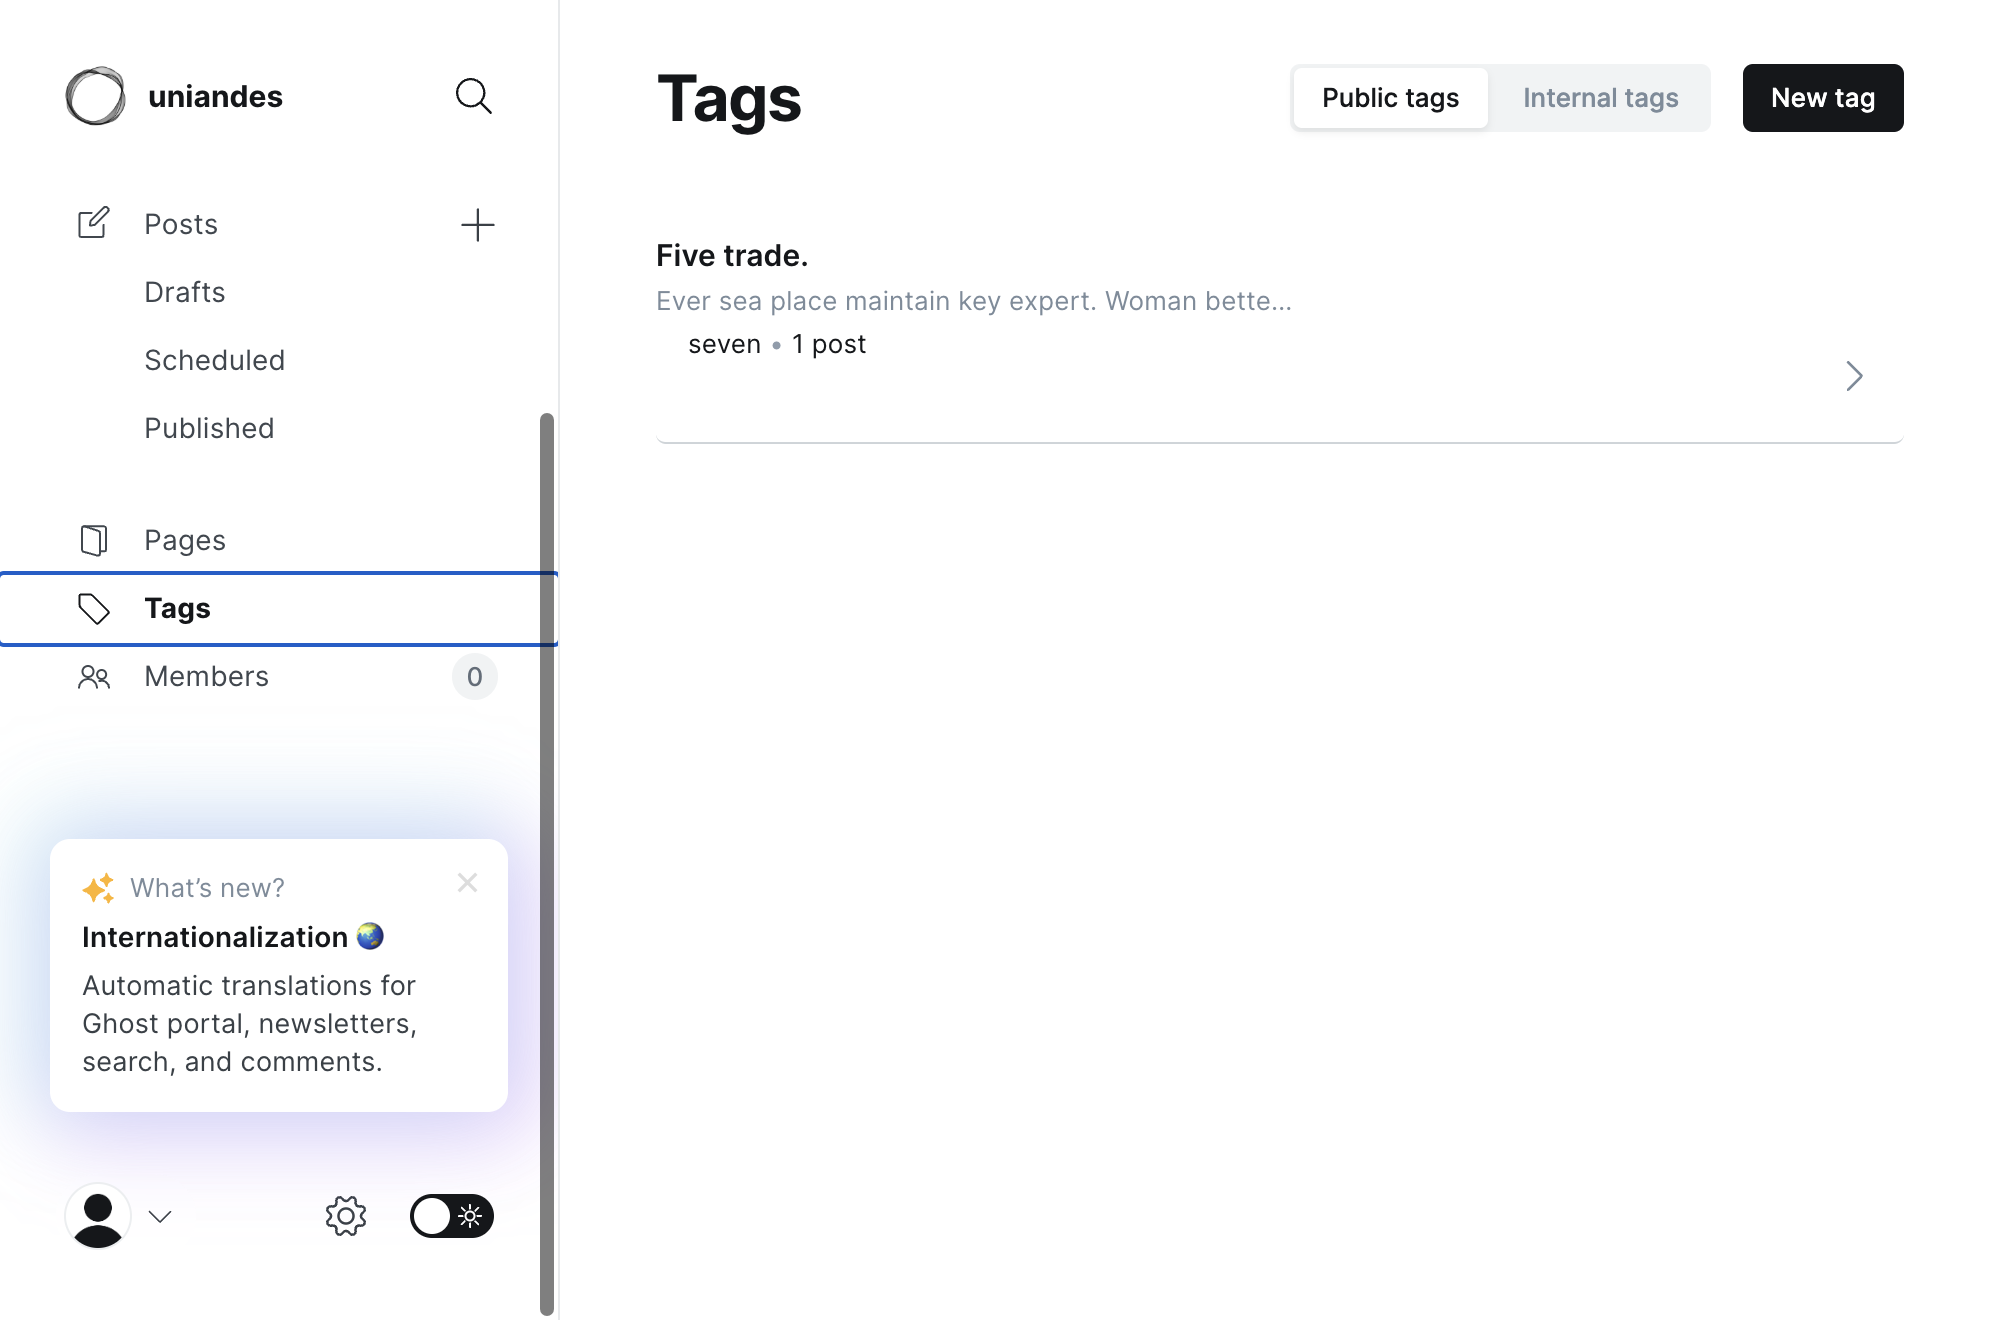 uniandes
Posts
Drafts
Scheduled
Published
Pages
Tags
Members
0
What’s new?
Internationalization 🌏
Automatic translations for
Ghost portal, newsletters,
search, and comments.
Tags
Public tags
Internal tags
New tag
Five trade.
Ever sea place maintain key expert. Woman bette...
seven • 1 post